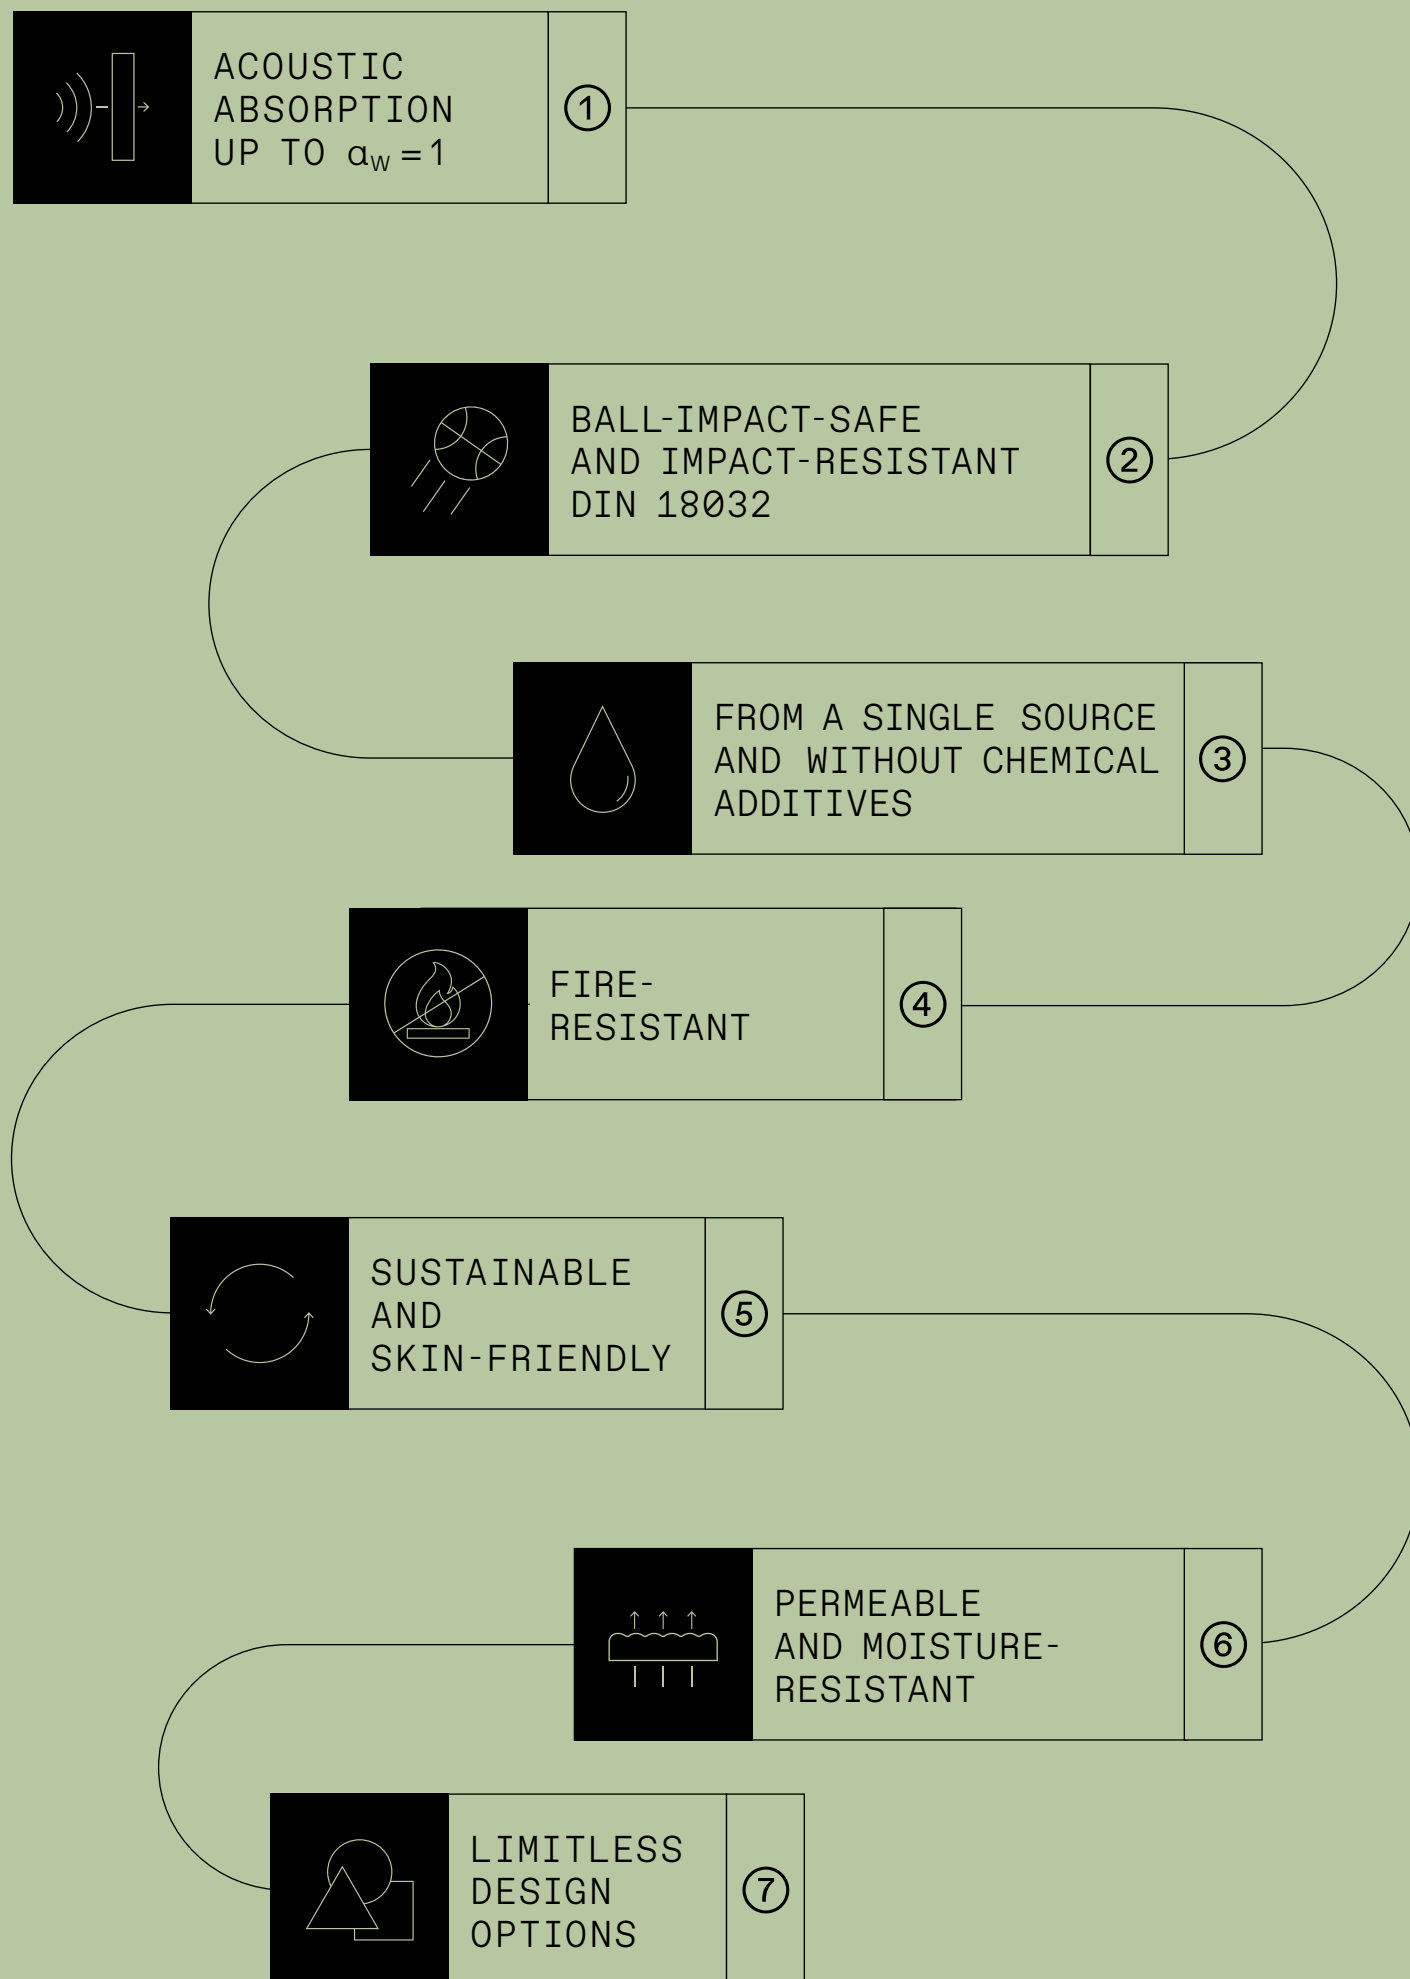 ACOUSTIC
ABSORPTION
UP TO αw = 1
①
BALL-IMPACT-SAFE
AND IMPACT-RESISTANT
DIN 18032
②
FROM A SINGLE SOURCE
AND WITHOUT CHEMICAL
ADDITIVES
③
FIRE-
RESISTANT
④
SUSTAINABLE
AND
SKIN-FRIENDLY
⑤
PERMEABLE
AND MOISTURE-
RESISTANT
⑥
LIMITLESS
DESIGN
OPTIONS
⑦